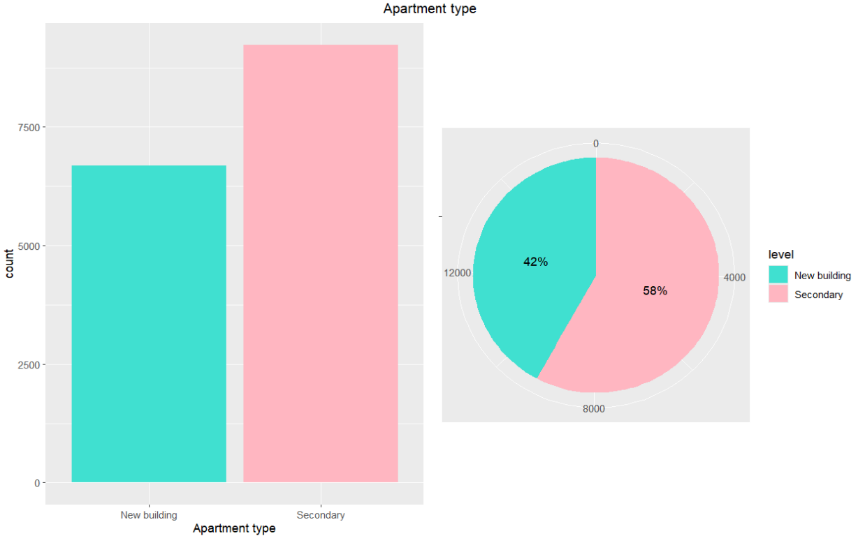 Apartment type
count
7500
5000
2500
0
New building
Secondary
Apartment type
0
4000
8000
12000
42%
58%
level
New building
Secondary